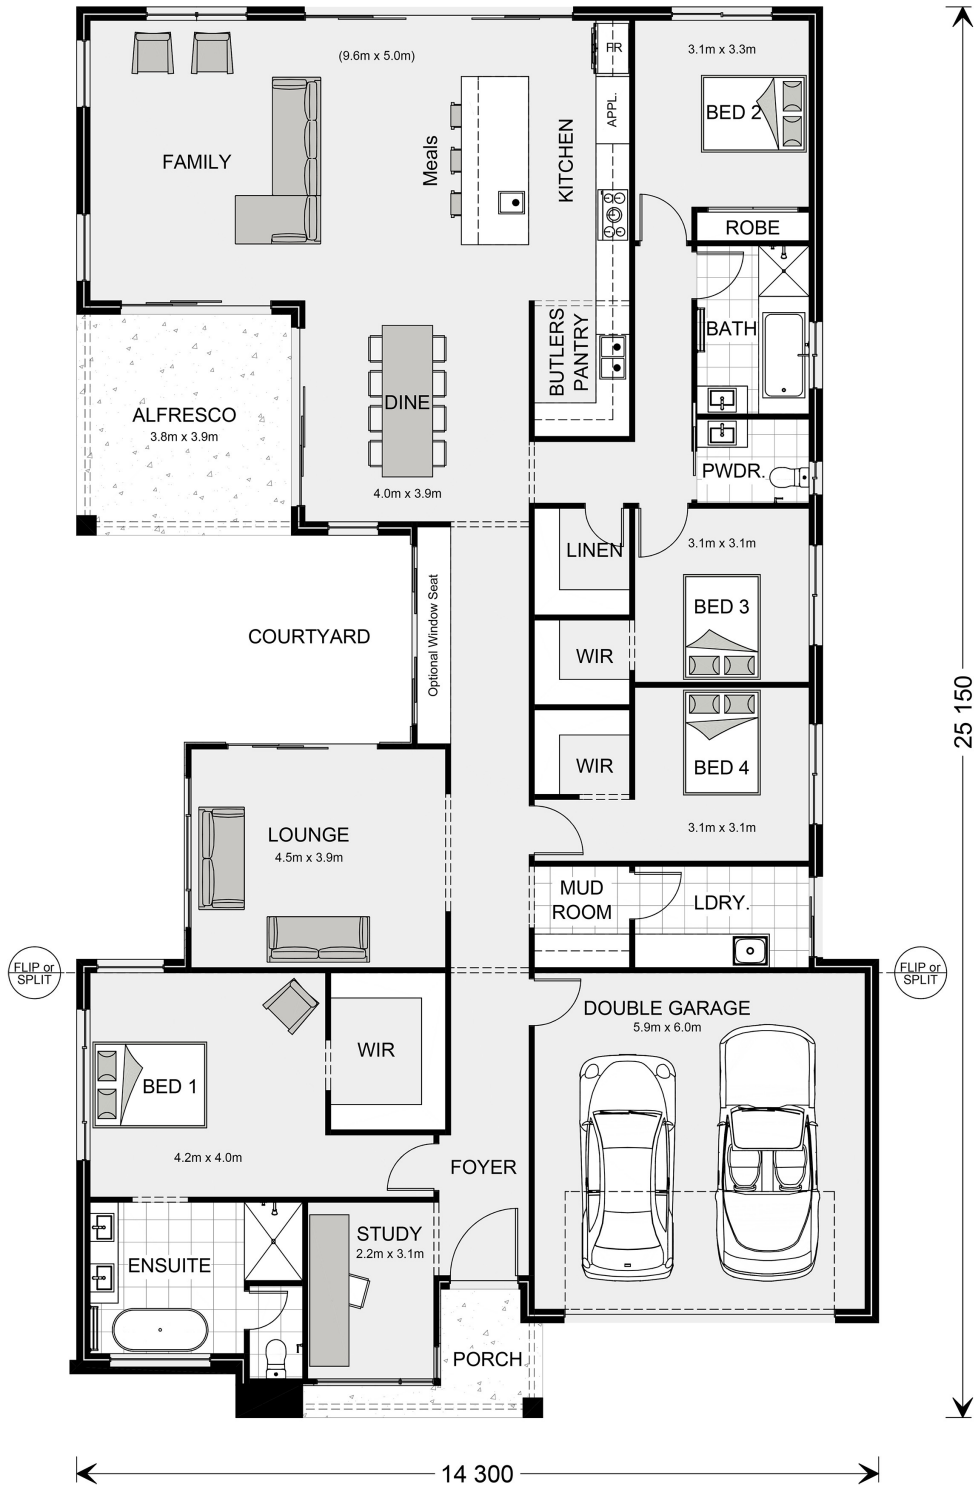 (9.6m x 5.0m)
FAMILY
Meals
KITCHEN
F/R
APPL.
3.1m x 3.3m
BED 2
ROBE
BATH
BUTLERS
PANTRY
DINE
4.0m x 3.9m
ALFRESCO
3.8m x 3.9m
PWDR.
LINEN
3.1m x 3.1m
BED 3
COURTYARD
Optional Window Seat
WIR
WIR
BED 4
3.1m x 3.1m
LOUNGE
4.5m x 3.9m
MUD
ROOM
LDRY.
FLIP or
SPLIT
FLIP or
SPLIT
DOUBLE GARAGE
5.9m x 6.0m
WIR
BED 1
4.2m x 4.0m
FOYER
STUDY
2.2m x 3.1m
ENSUITE
PORCH
25 150
14 300